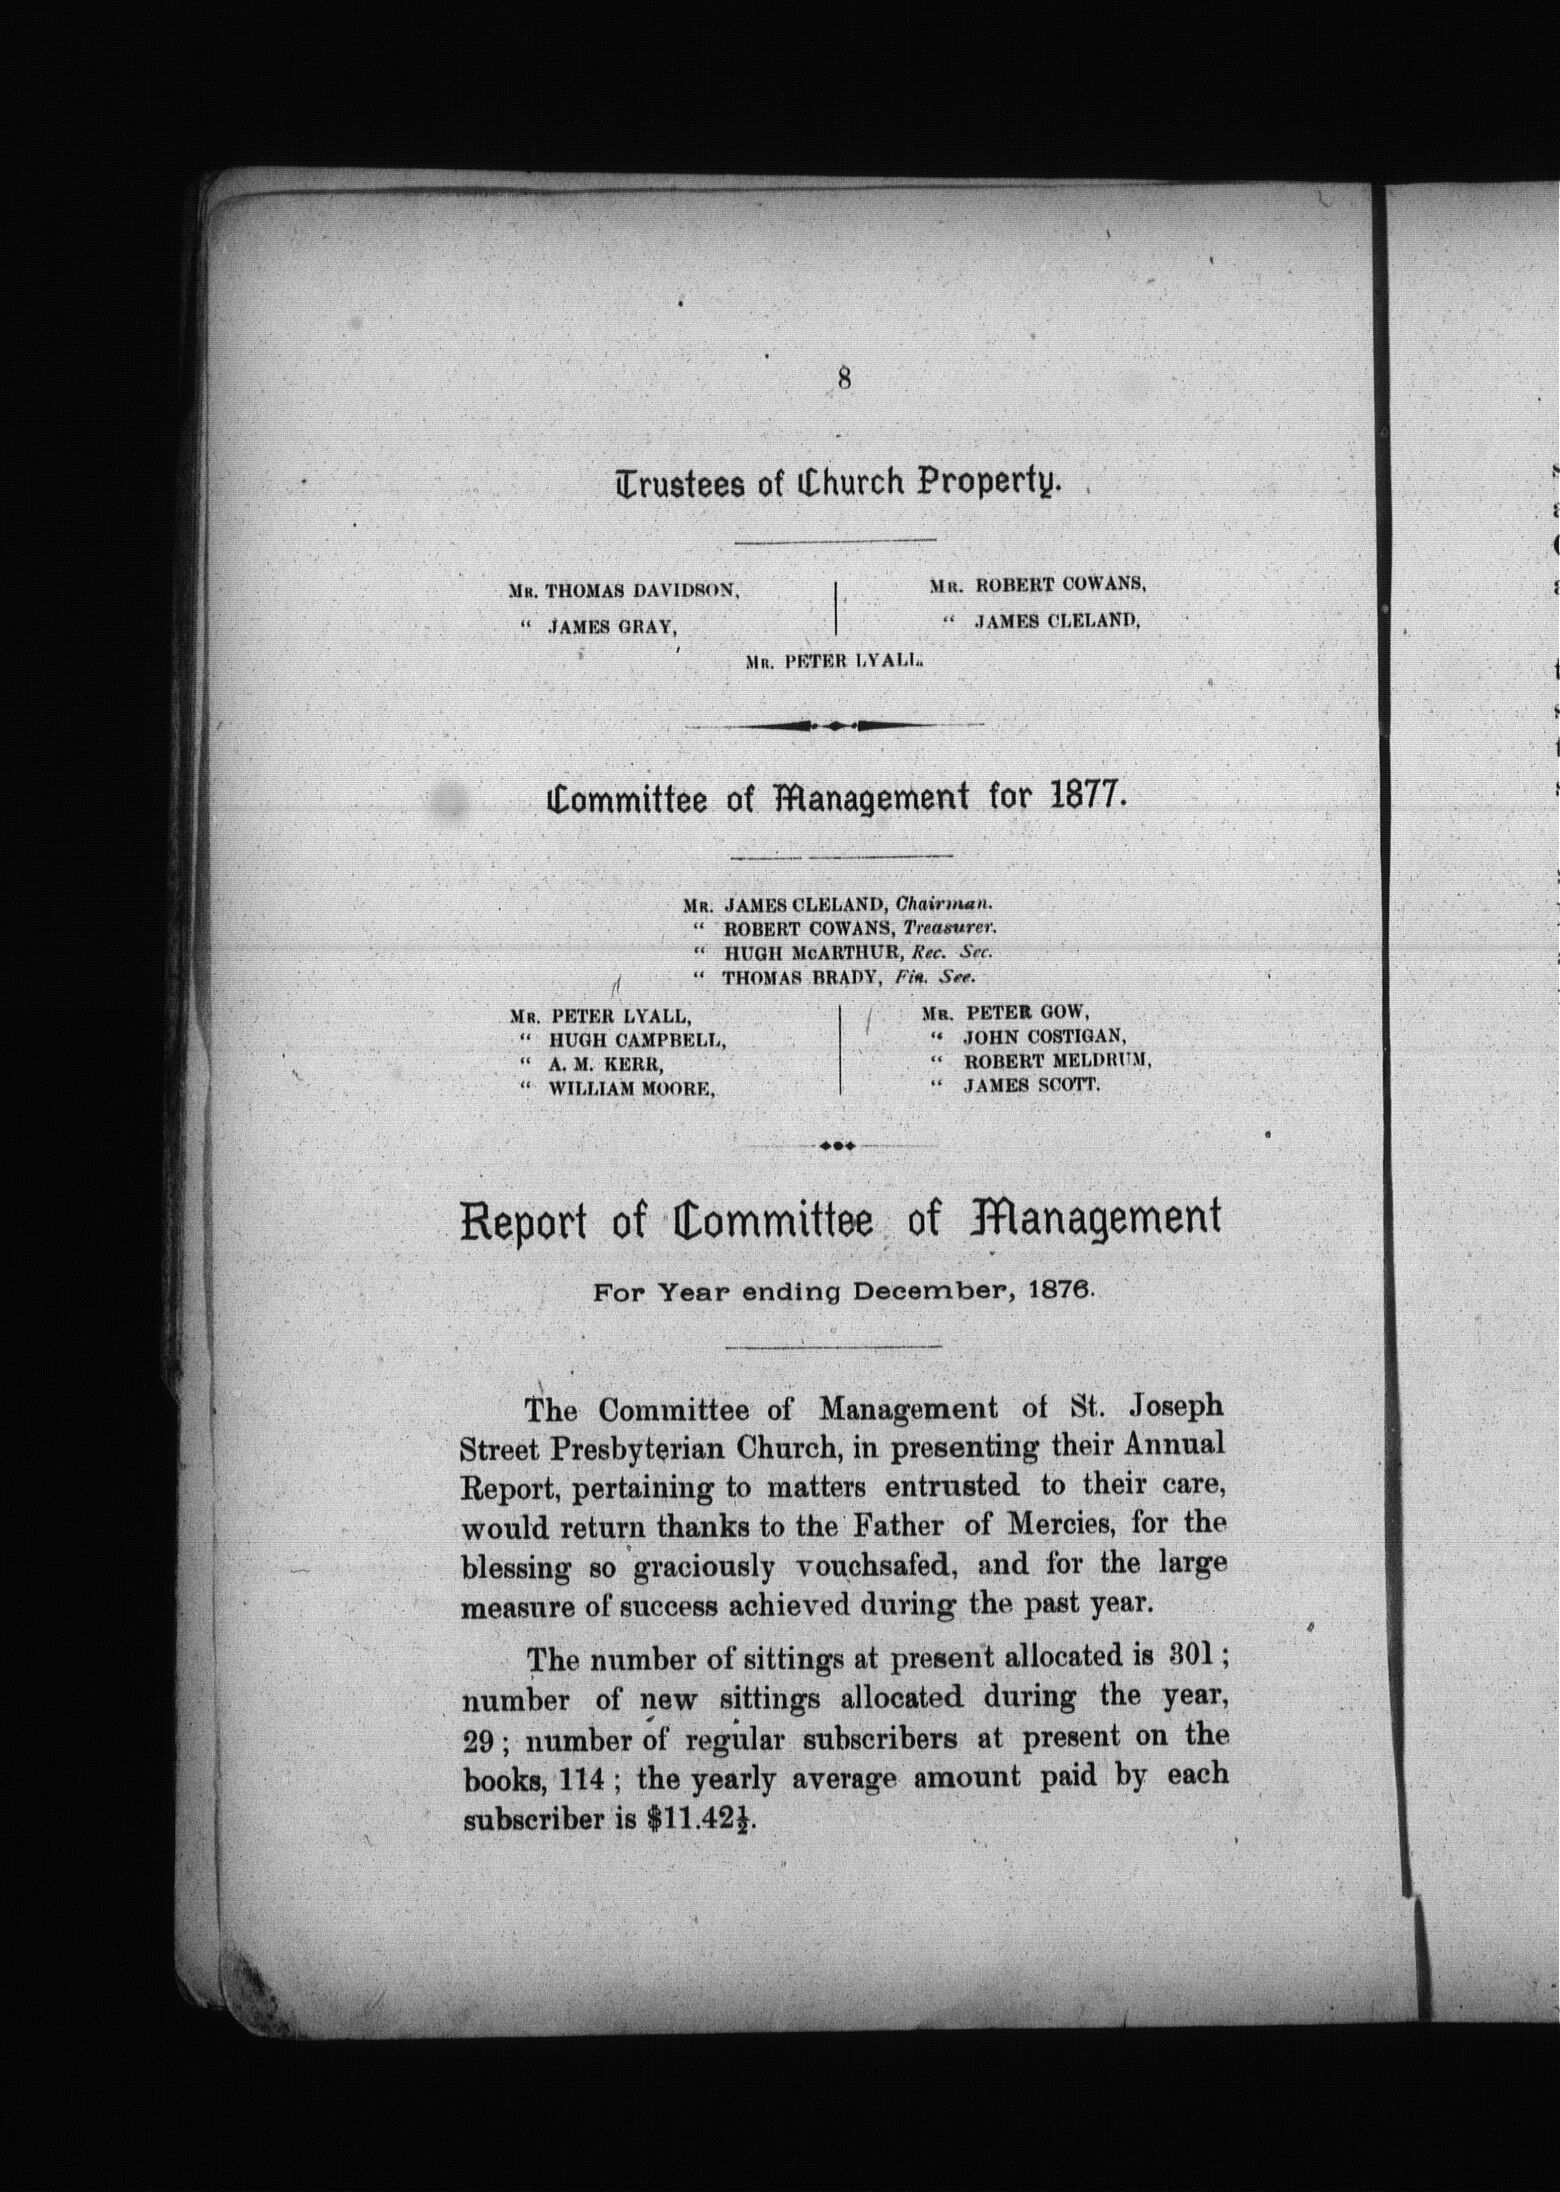 8
Trustees of Church Property.
Mr. THOMAS DAVIDSON,
“ JAMES GRAY,
Mr. ROBERT COWANS,
“ JAMES CLELAND,
Mr. PETER LYALL.
Committee of Management for 1877.
Mr. JAMES CLELAND, Chairman.
“ ROBERT COWANS, Treasurer.
“ HUGH McARTHUR, Rec. Sec.
“ THOMAS BRADY, Fin. Sec.
Mr. PETER LYALL,
“ HUGH CAMPBELL,
“ A. M. KERR,
“ WILLIAM MOORE,
Mr. PETER GOW,
“ JOHN COSTIGAN,
“ ROBERT MELDRUM,
“ JAMES SCOTT.
Report of Committee of Management
For Year ending December, 1876.
The Committee of Management of St. Joseph
Street Presbyterian Church, in presenting their Annual
Report, pertaining to matters entrusted to their care,
would return thanks to the Father of Mercies, for the
blessing so graciously vouchsafed, and for the large
measure of success achieved during the past year.
The number of sittings at present allocated is 301 ;
number of new sittings allocated during the year,
29 ; number of regular subscribers at present on the
books, 114 ; the yearly average amount paid by each
subscriber is $11.42½.